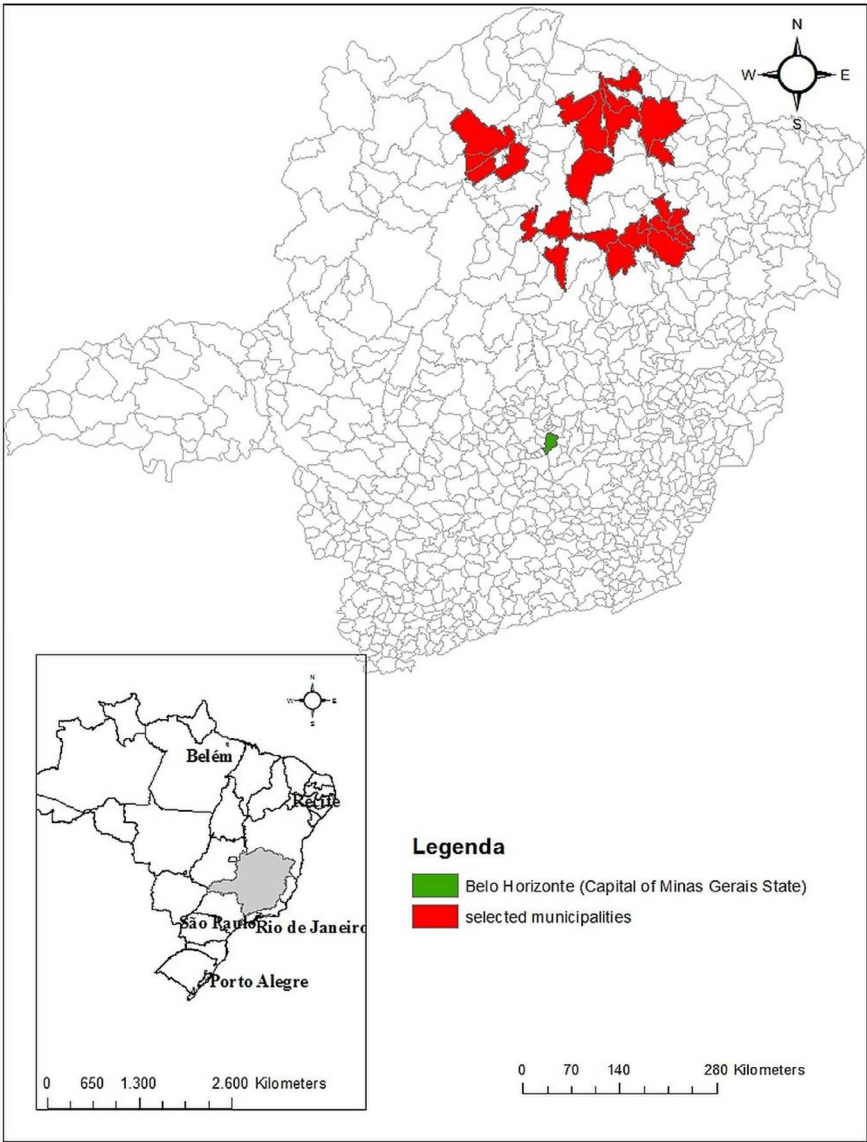 N
W E
S
N
W E
S
Belém
Recife
São Paulo
Rio de Janeiro
Porto Alegre
0 650 1.300 2.600 Kilometers
Legenda
Belo Horizonte (Capital of Minas Gerais State)
selected municipalities
0 70 140 280 Kilometers